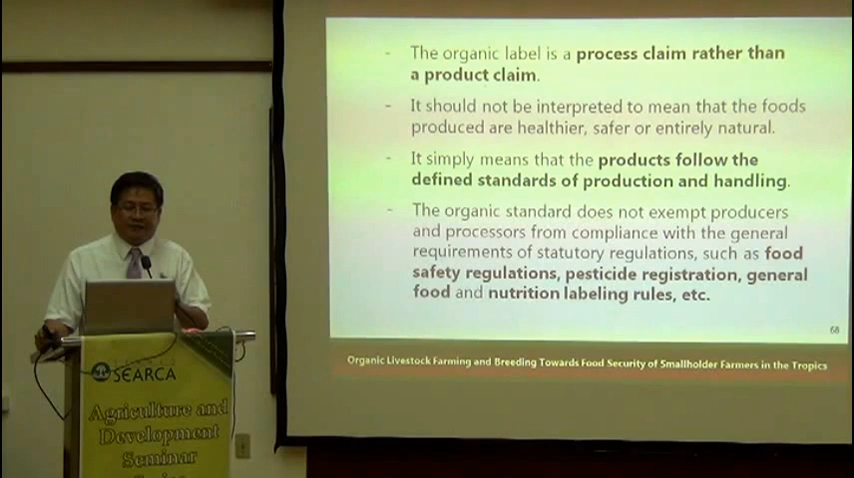 - The organic label is a process claim rather than
a product claim.
- It should not be interpreted to mean that the foods
produced are healthier, safer or entirely natural.
- It simply means that the products follow the
defined standards of production and handling.
- The organic standard does not exempt producers
and processors from compliance with the general
requirements of statutory regulations, such as food
safety regulations, pesticide registration, general
food and nutrition labeling rules, etc.
68
Organic Livestock Farming and Breeding Towards Food Security of Smallholder Farmers in the Tropics
SEARCA
Agriculture and
Development
Seminar